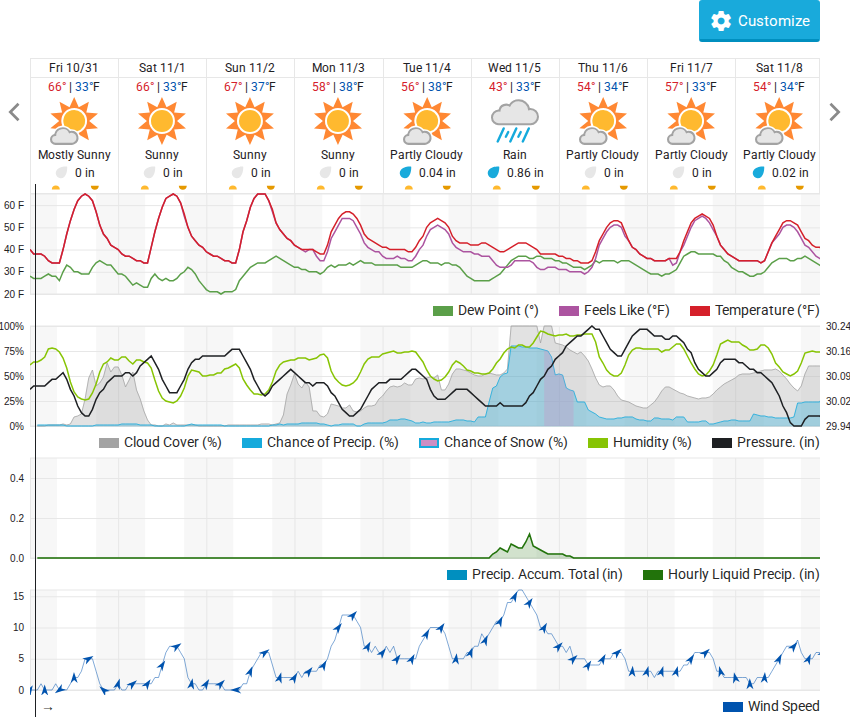 Customize
Fri 10/31 Sat 11/1 Sun 11/2 Mon 11/3 Tue 11/4 Wed 11/5 Thu 11/6 Fri 11/7 Sat 11/8
66° | 33°F 66° | 33°F 67° | 37°F 58° | 38°F 56° | 38°F 43° | 33°F 54° | 34°F 57° | 33°F 54° | 34°F
Mostly Sunny Sunny Sunny Sunny Partly Cloudy Rain Partly Cloudy Partly Cloudy Partly Cloudy
0 in 0 in 0 in 0 in 0.04 in 0.86 in 0 in 0 in 0.02 in
60 F
50 F
40 F
30 F
20 F
Dew Point (°) Feels Like (°F) Temperature (°F)
100% 30.24
75% 30.16
50% 30.09
25% 30.02
0% 29.94
Cloud Cover (%) Chance of Precip. (%) Chance of Snow (%) Humidity (%) Pressure. (in)
0.4
0.2
0.0
Precip. Accum. Total (in) Hourly Liquid Precip. (in)
15
10
5
0
→
Wind Speed